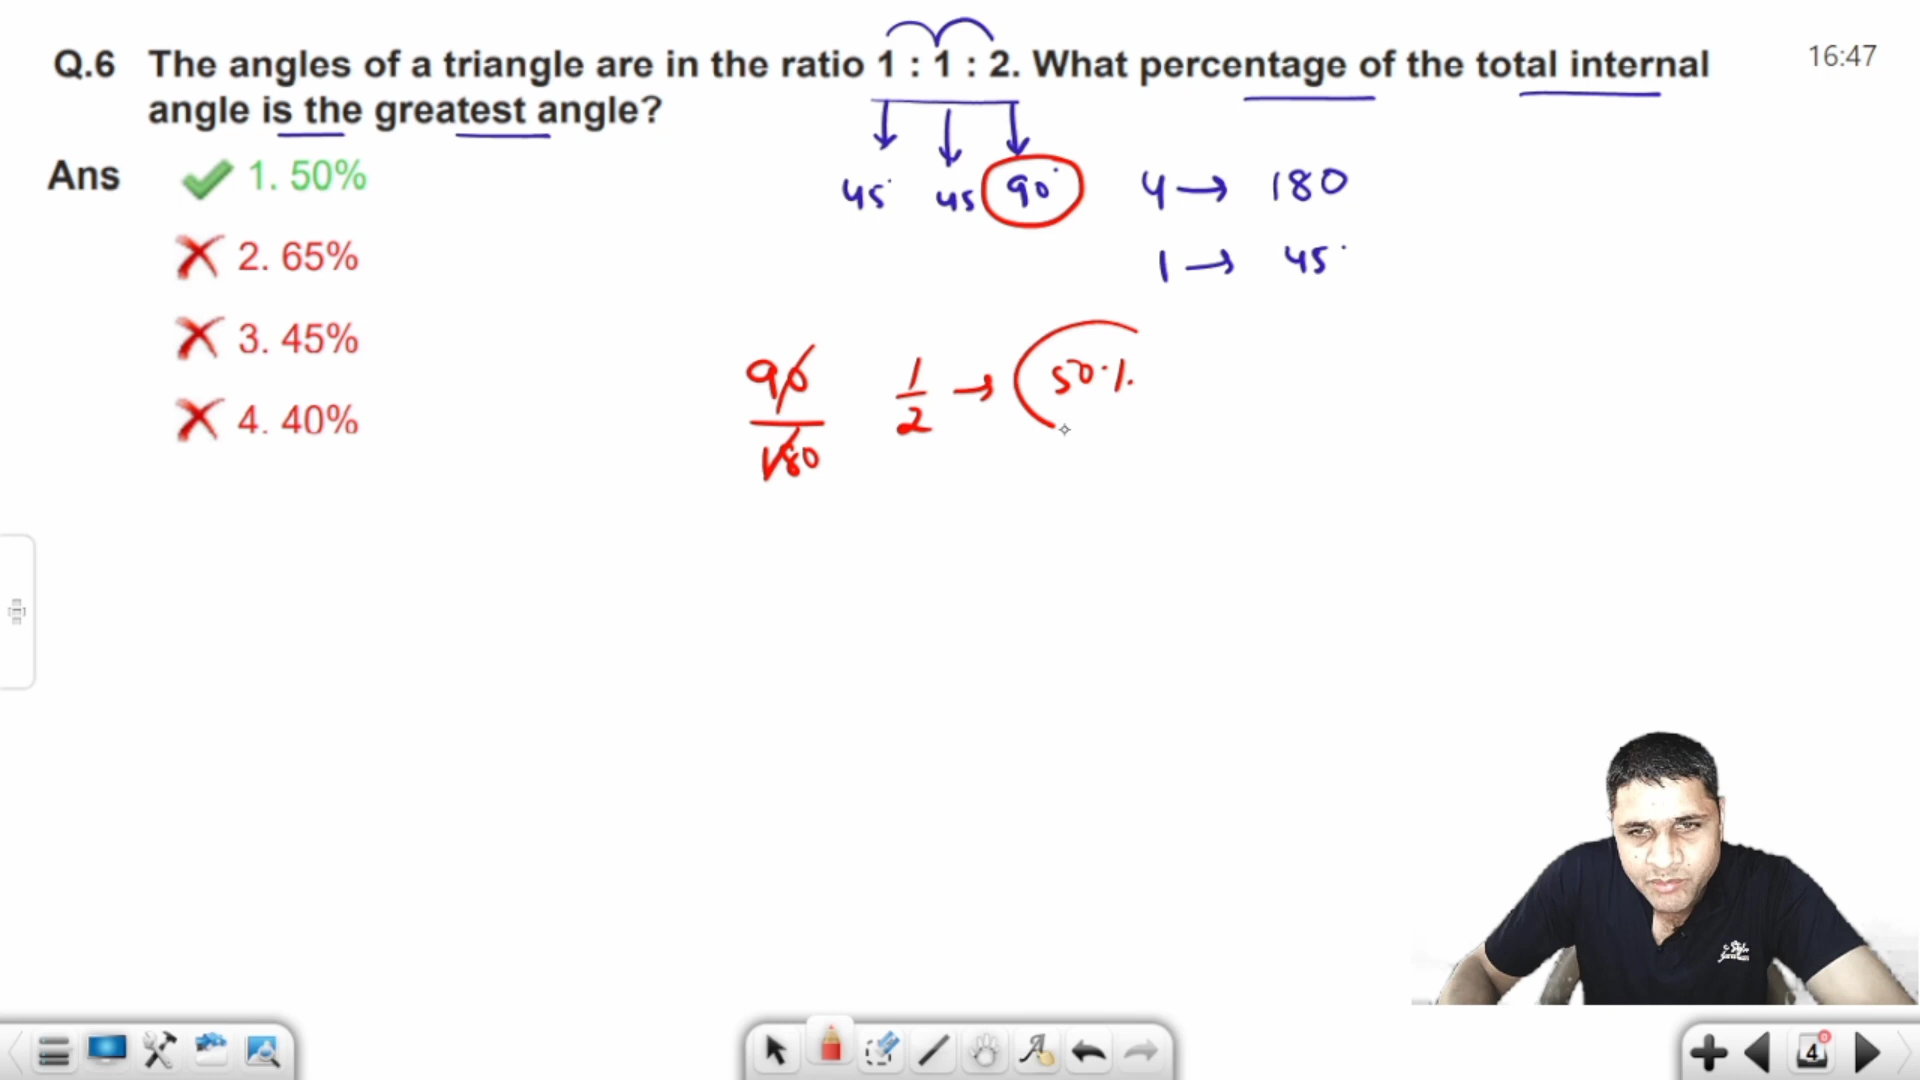 Q.6 The angles of a triangle are in the ratio 1 : 1 : 2. What percentage of the total internal
angle is the greatest angle?
16:47
Ans 1. 50%
2. 65%
3. 45%
4. 40%
45° 45 90°
4 → 180
1 → 45°
90/180 1/2 → 50%
4
0